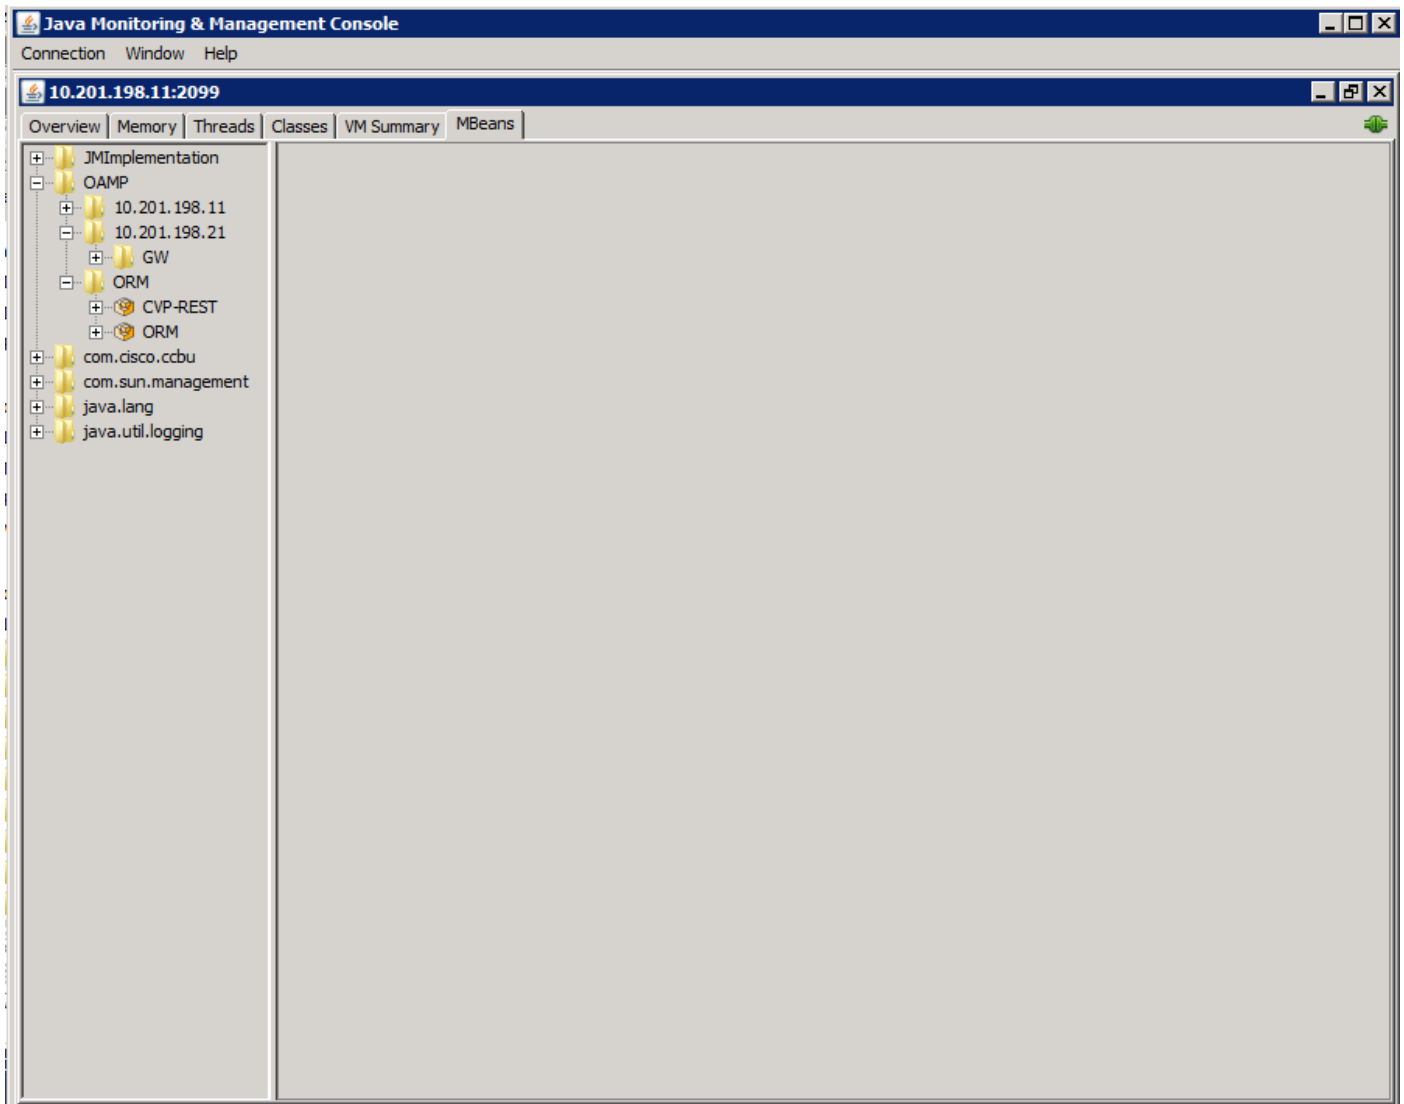 Java Monitoring & Management Console
Connection Window Help
10.201.198.11:2099
Overview Memory Threads Classes VM Summary MBeans
JMImplementation
OAMP
10.201.198.11
10.201.198.21
GW
ORM
CVP-REST
ORM
com.cisco.ccbu
com.sun.management
java.lang
java.util.logging